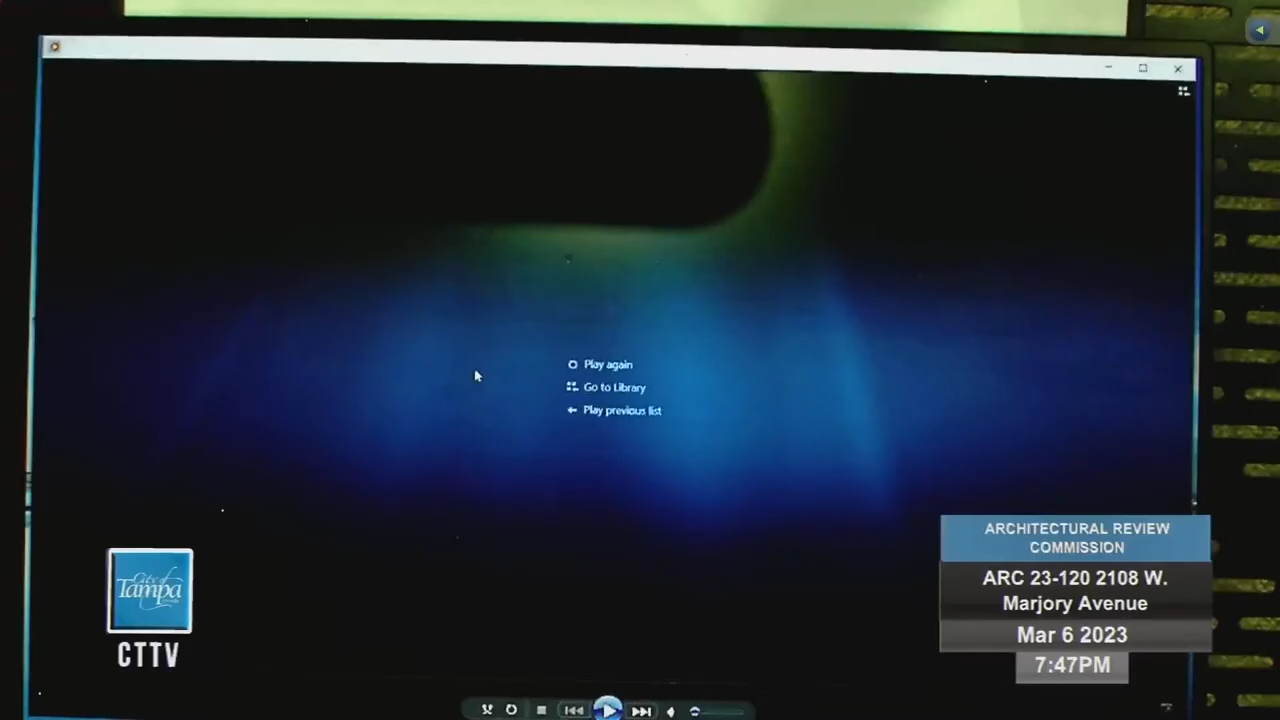 Play again
Go to Library
Play previous list
ARCHITECTURAL REVIEW
COMMISSION
ARC 23-120 2108 W.
Marjory Avenue
Mar 6 2023
7:47PM
City of
Tampa
CTTV